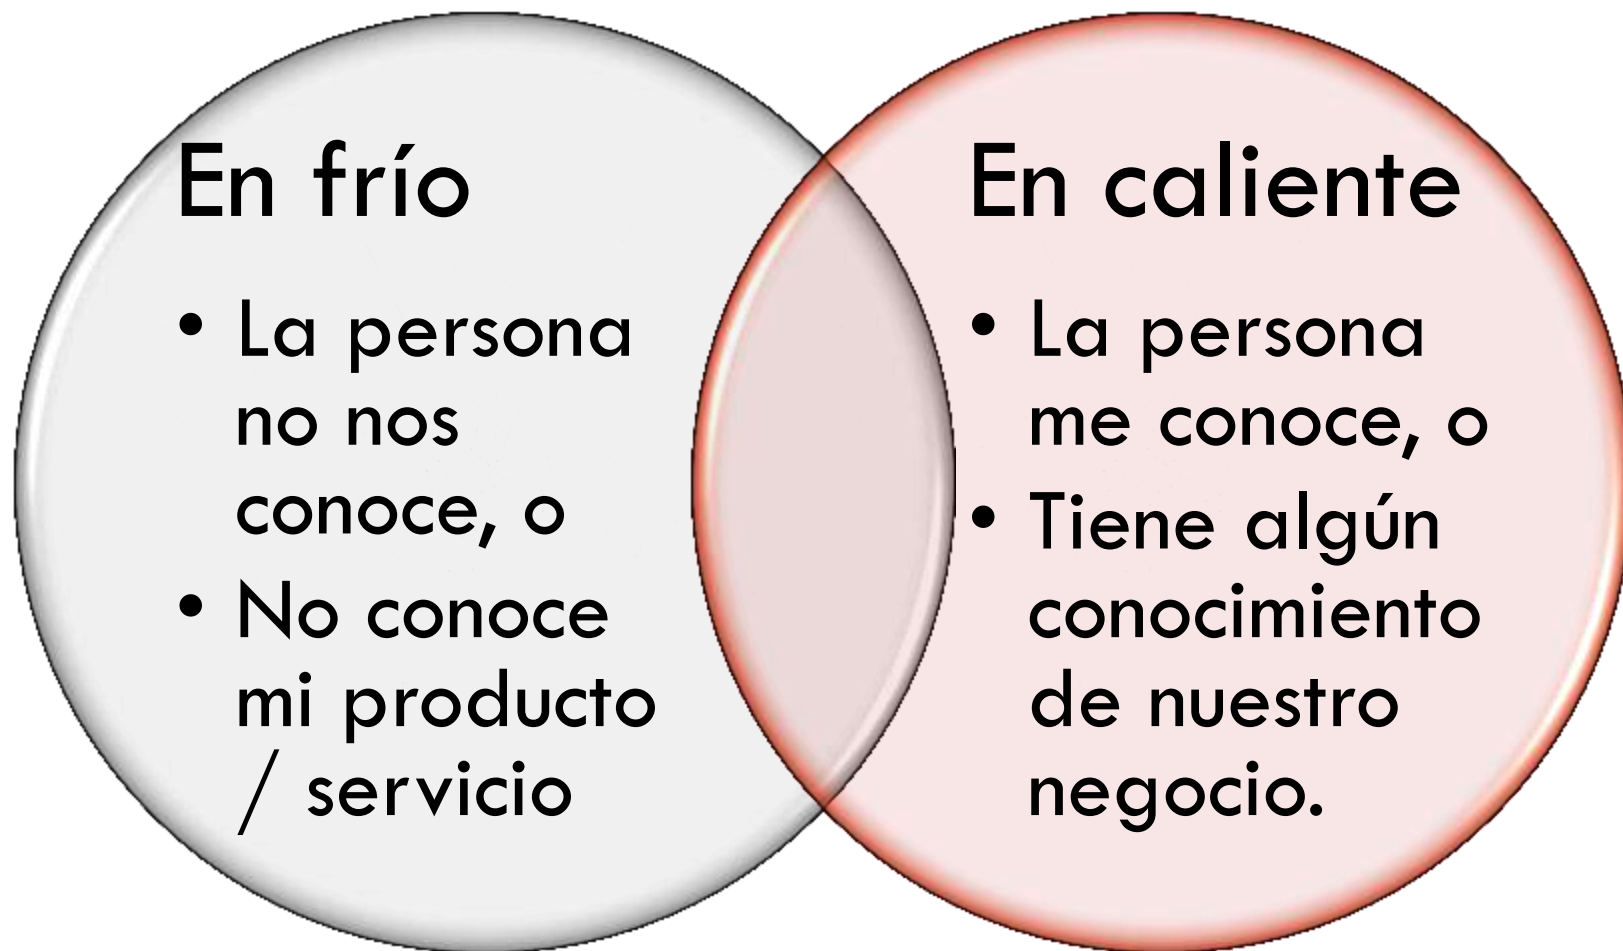 En frío
• La persona
no nos
conoce, o
• No conoce
mi producto
/ servicio
En caliente
• La persona
me conoce, o
• Tiene algún
conocimiento
de nuestro
negocio.